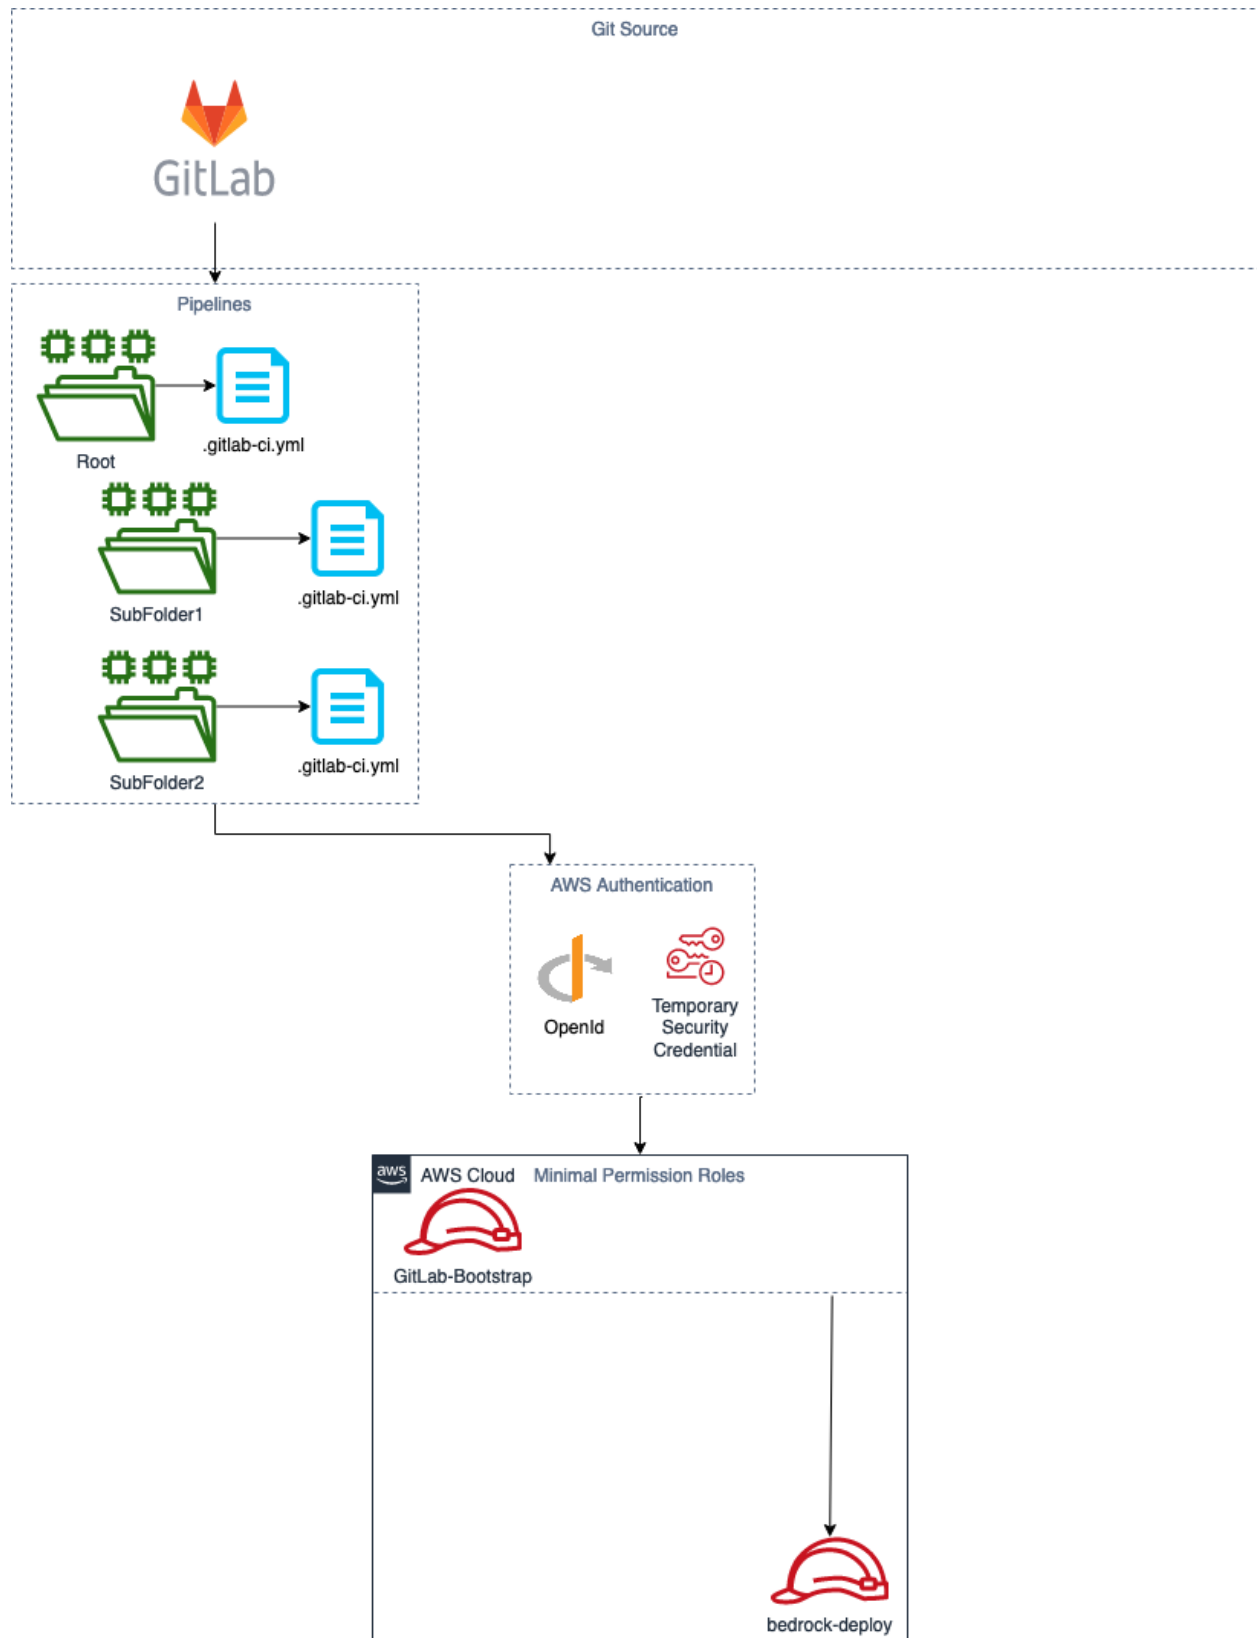 Git Source
GitLab
Pipelines
.gitlab-ci.yml
Root
.gitlab-ci.yml
SubFolder1
.gitlab-ci.yml
SubFolder2
AWS Authentication
OpenId
Temporary
Security
Credential
aws
AWS Cloud
Minimal Permission Roles
GitLab-Bootstrap
bedrock-deploy